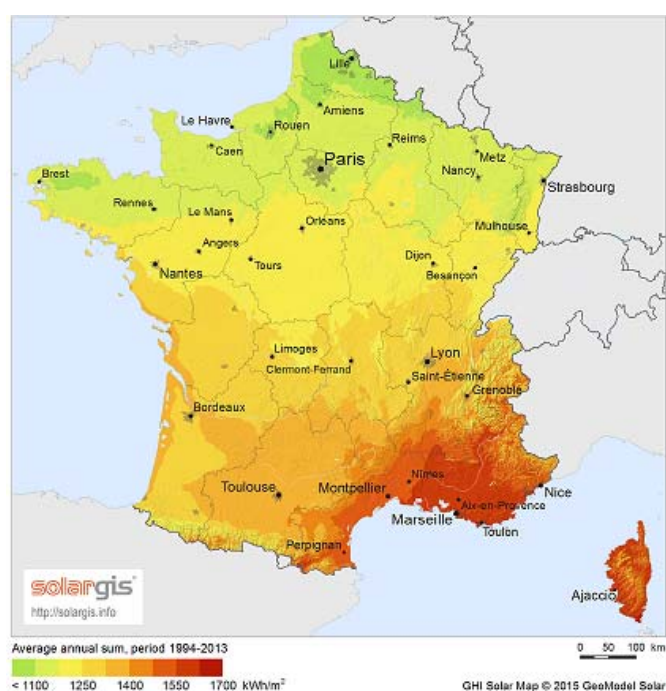 Lille
Amiens
Le Havre
Rouen
Caen
Reims
Paris
Metz
Nancy
Strasbourg
Brest
Rennes
Le Mans
Orléans
Mulhouse
Angers
Nantes
Tours
Dijon
Besançon
Limoges
Clermont-Ferrand
Lyon
Saint-Étienne
Grenoble
Bordeaux
Toulouse
Montpellier
Nîmes
Nice
Aix-en-Provence
Marseille
Toulon
Perpignan
Ajaccio
solargis
http://solargis.info
Average annual sum, period 1994-2013
0 50 100 km
< 1100 1250 1400 1550 1700 kWh/m²
GHI Solar Map © 2015 GeoModel Solar